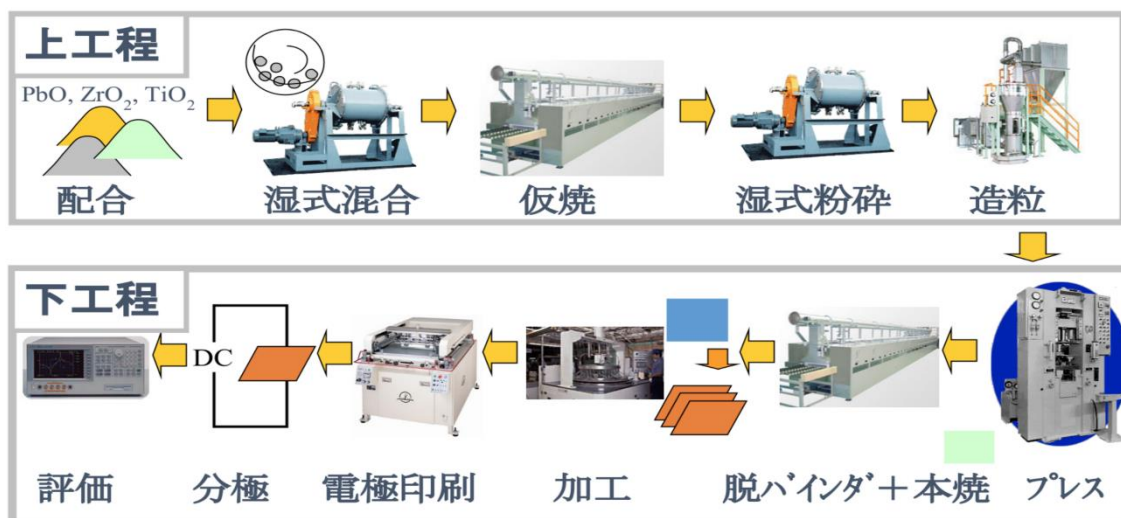 上工程
PbO, ZrO₂, TiO₂
配合
湿式混合
仮焼
湿式粉砕
造粒
下工程
DC
評価
分極
電極印刷
加工
脱ﾊﾞｲﾝﾀﾞ＋本焼
ﾌﾟﾚｽ